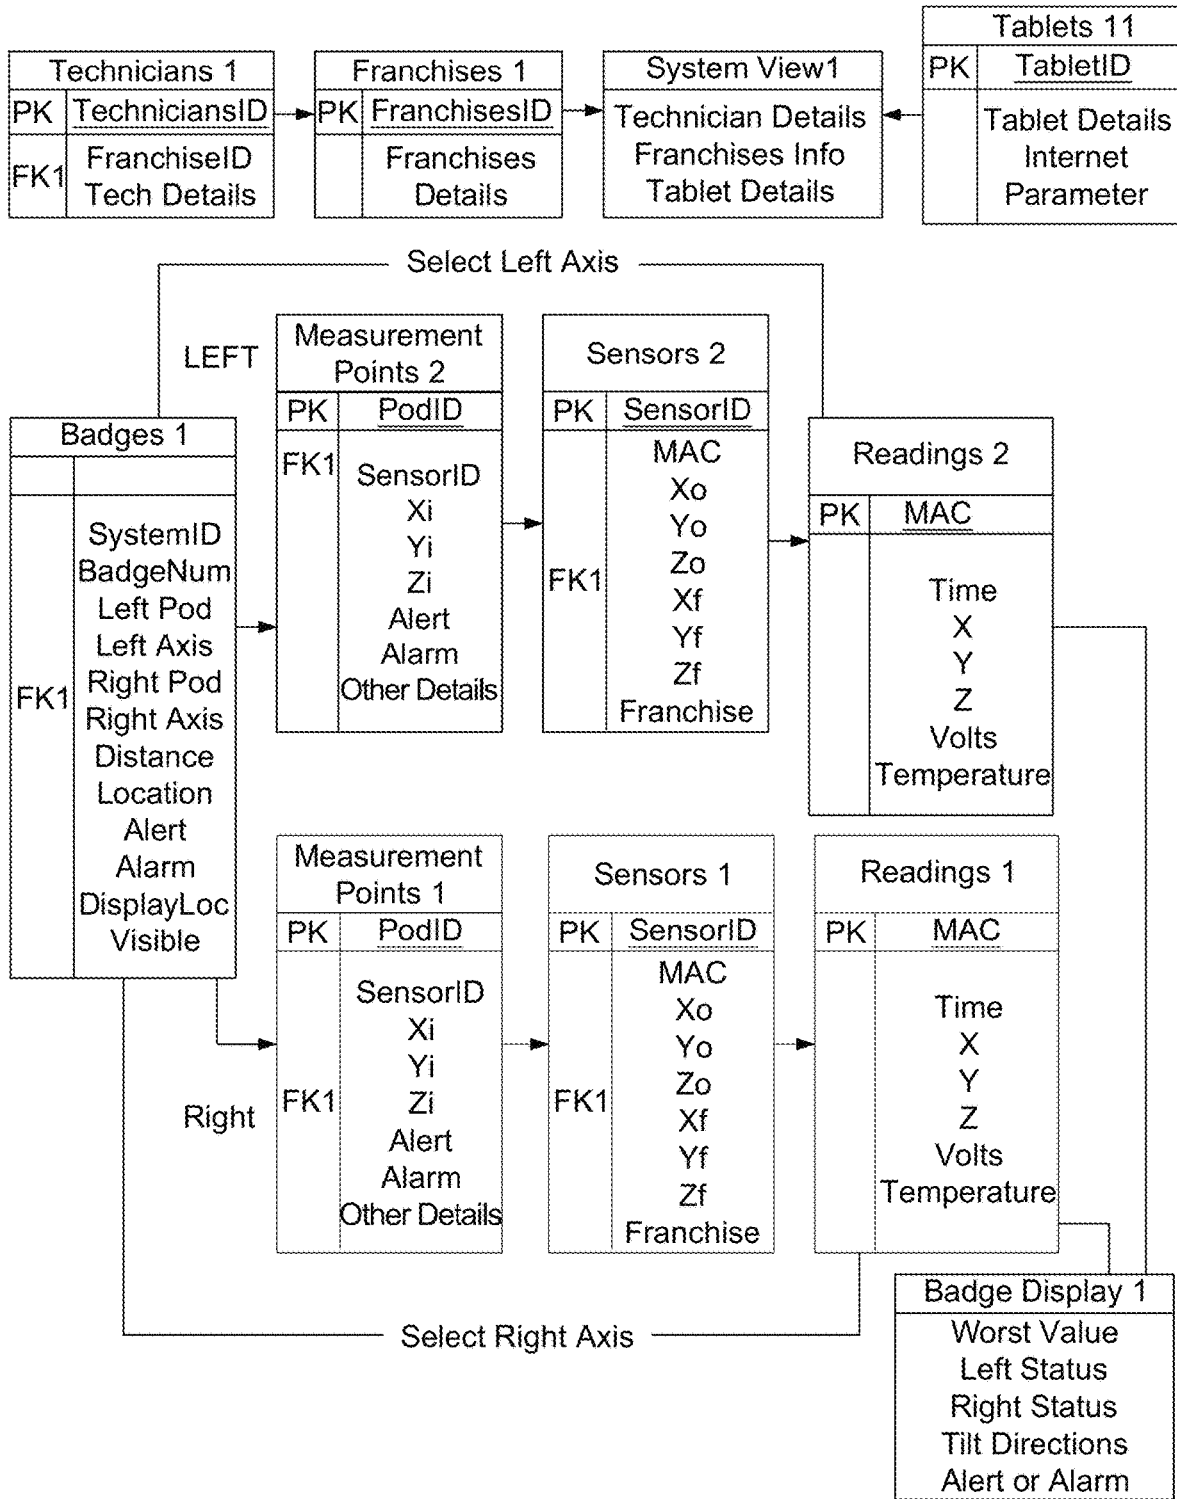 Technicians 1
PK TechniciansID
FK1 FranchiseID
Tech Details
Franchises 1
PK FranchisesID
Franchises
Details
System View1
Technician Details
Franchises Info
Tablet Details
Tablets 11
PK TabletID
Tablet Details
Internet
Parameter
Select Left Axis
LEFT
Badges 1
FK1
SystemID
BadgeNum
Left Pod
Left Axis
Right Pod
Right Axis
Distance
Location
Alert
Alarm
DisplayLoc
Visible
Measurement
Points 2
PK PodID
FK1
SensorID
Xi
Yi
Zi
Alert
Alarm
Other Details
Sensors 2
PK SensorID
FK1
MAC
Xo
Yo
Zo
Xf
Yf
Zf
Franchise
Readings 2
PK MAC
Time
X
Y
Z
Volts
Temperature
Right
Measurement
Points 1
PK PodID
FK1
SensorID
Xi
Yi
Zi
Alert
Alarm
Other Details
Sensors 1
PK SensorID
FK1
MAC
Xo
Yo
Zo
Xf
Yf
Zf
Franchise
Readings 1
PK MAC
Time
X
Y
Z
Volts
Temperature
Select Right Axis
Badge Display 1
Worst Value
Left Status
Right Status
Tilt Directions
Alert or Alarm